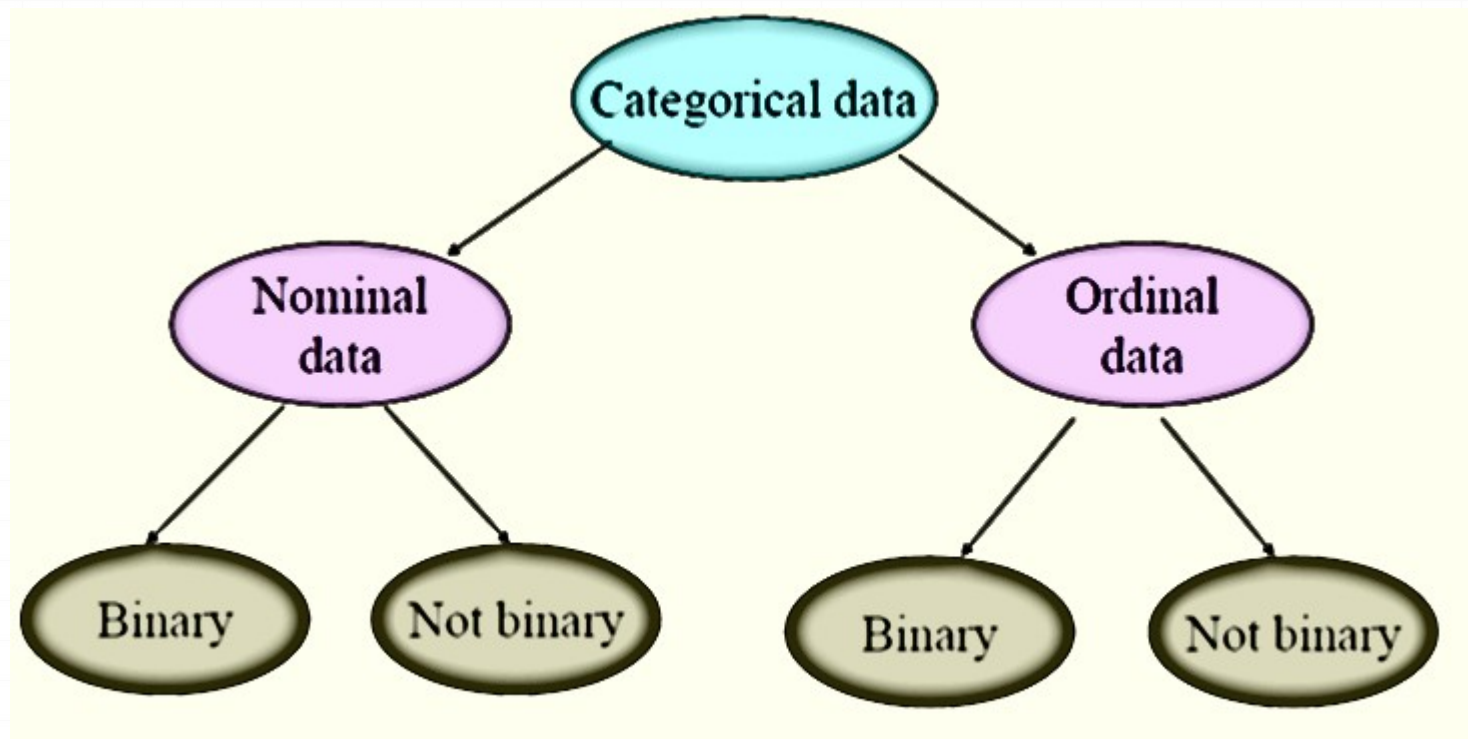 Categorical data
Nominal
data
Ordinal
data
Binary
Not binary
Binary
Not binary